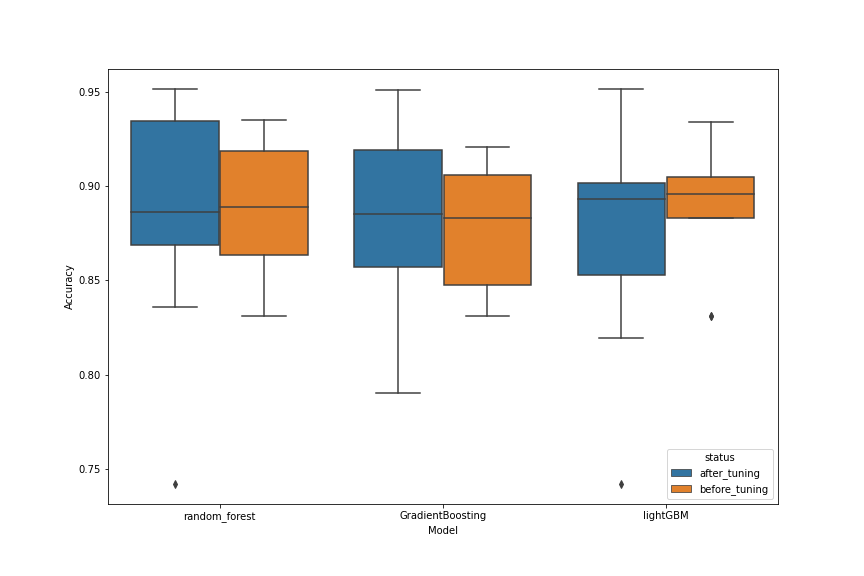 0.95
0.90
0.85
0.80
0.75
Accuracy
random_forest
GradientBoosting
lightGBM
Model
status
after_tuning
before_tuning